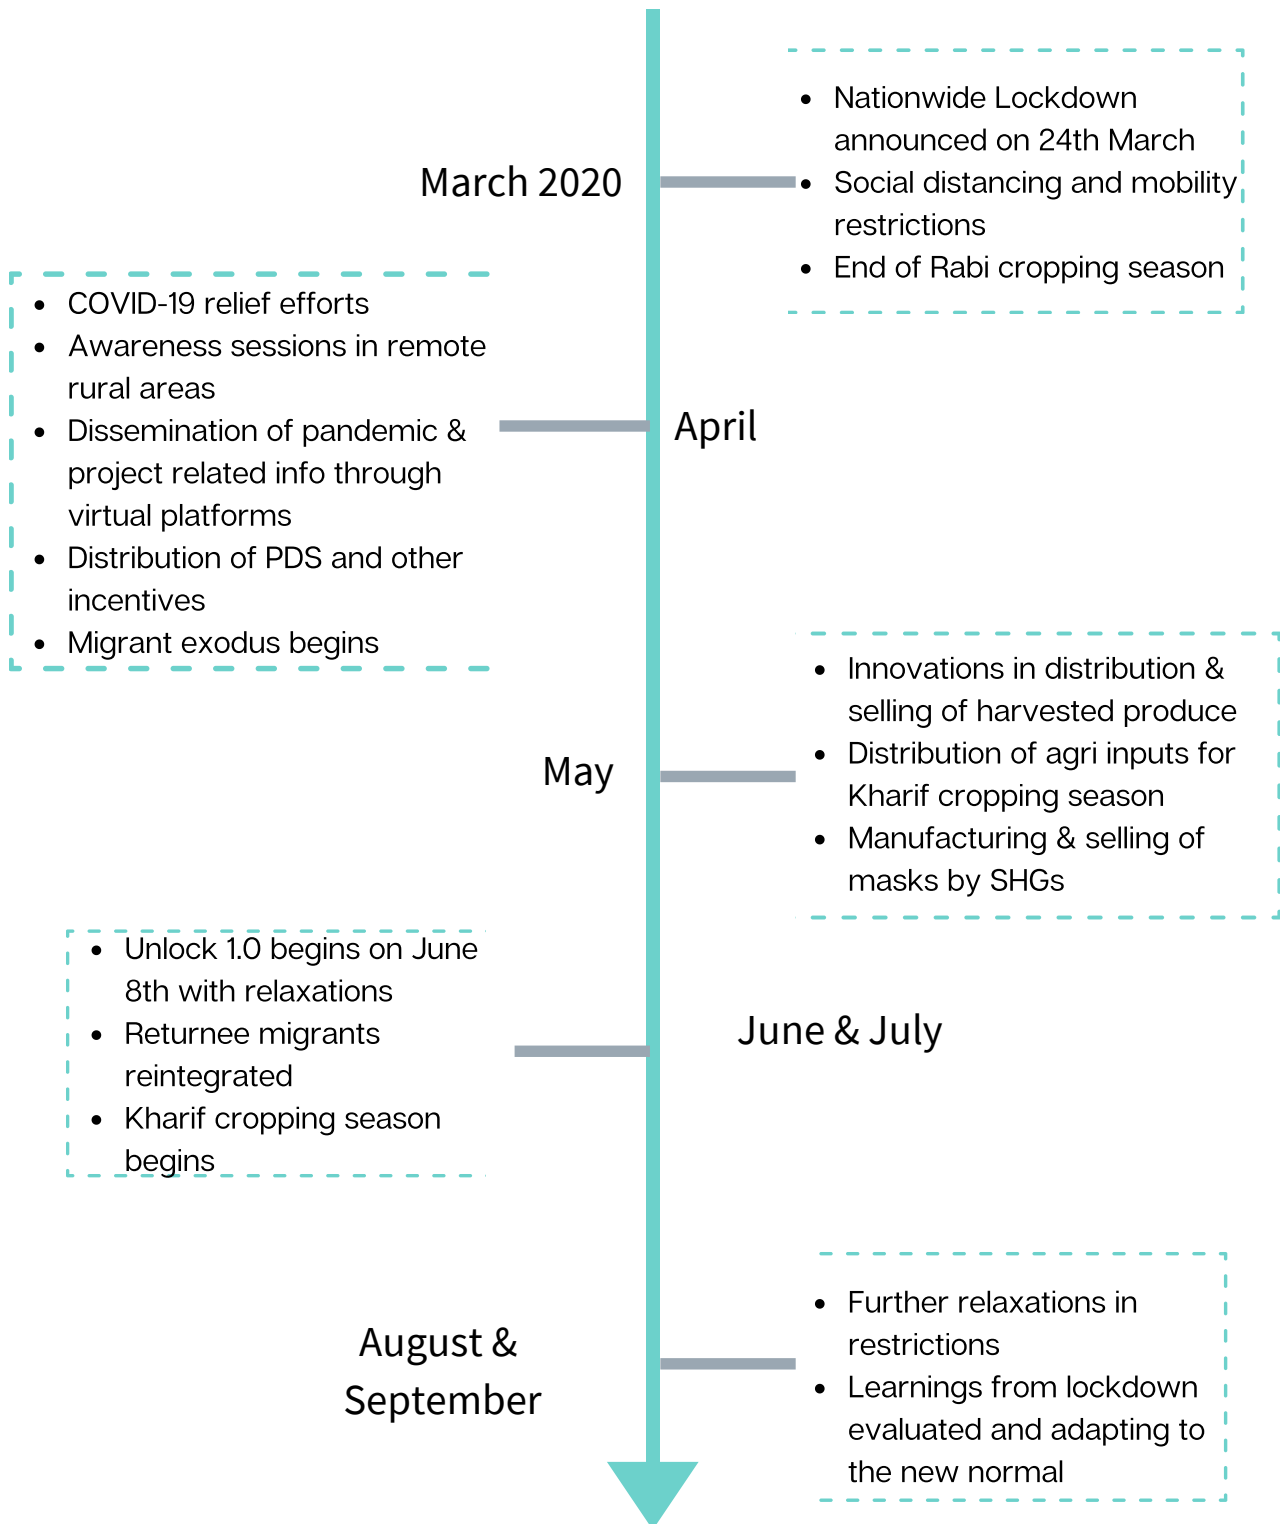 March 2020
• Nationwide Lockdown
announced on 24th March
• Social distancing and mobility
restrictions
• End of Rabi cropping season
April
• COVID-19 relief efforts
• Awareness sessions in remote
rural areas
• Dissemination of pandemic &
project related info through
virtual platforms
• Distribution of PDS and other
incentives
• Migrant exodus begins
May
• Innovations in distribution &
selling of harvested produce
• Distribution of agri inputs for
Kharif cropping season
• Manufacturing & selling of
masks by SHGs
June & July
• Unlock 1.0 begins on June
8th with relaxations
• Returnee migrants
reintegrated
• Kharif cropping season
begins
August &
September
• Further relaxations in
restrictions
• Learnings from lockdown
evaluated and adapting to
the new normal